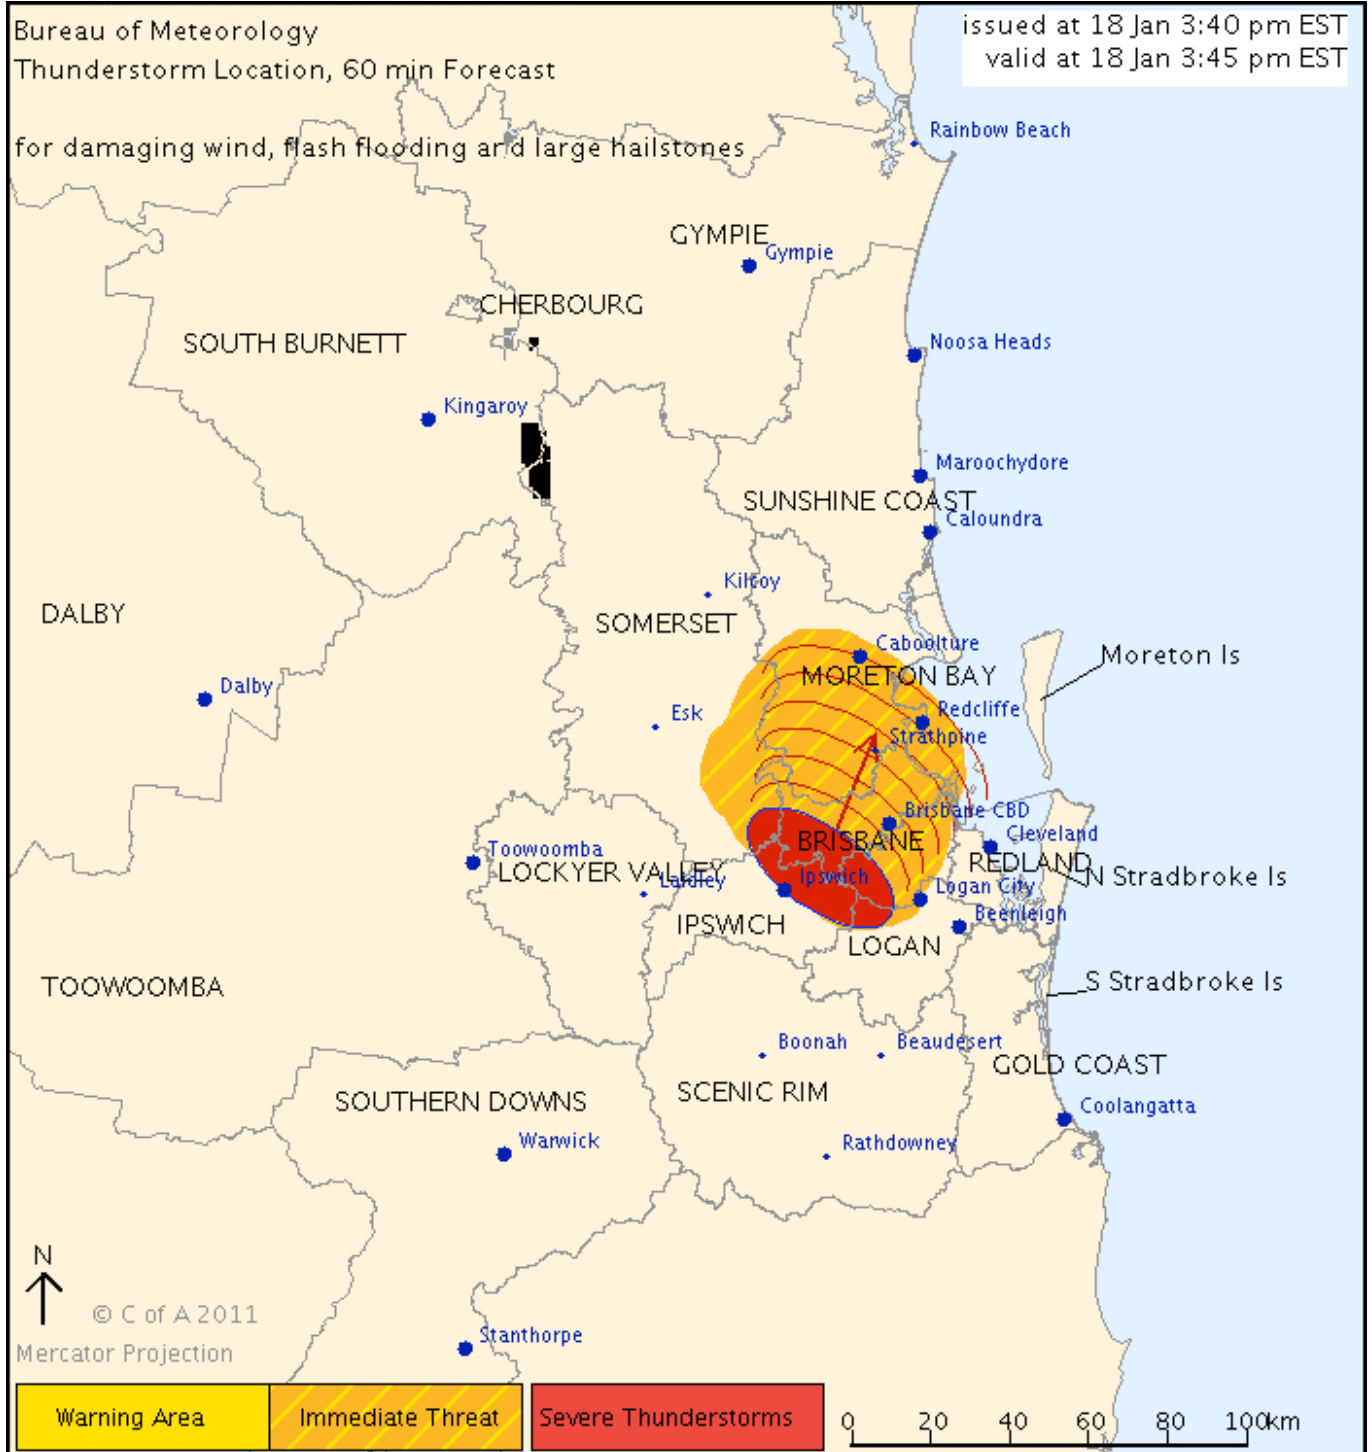 Bureau of Meteorology
issued at 18 Jan 3:40 pm EST
Thunderstorm Location, 60 min Forecast
valid at 18 Jan 3:45 pm EST
for damaging wind, flash flooding and large hailstones
Rainbow Beach
GYMPIE
Gympie
CHERBOURG
SOUTH BURNETT
Noosa Heads
Kingaroy
Maroochydore
SUNSHINE COAST
Caloundra
Kilcoy
DALBY
SOMERSET
Caboolture
Moreton Is
MORETON BAY
Dalby
Esk
Redcliffe
Strathpine
Brisbane CBD
BRISBANE
Cleveland
Toowoomba
LOCKYER VALLEY
REDLAND
Ipswich
N Stradbroke Is
Laidley
Logan City
IPSWICH
Beenleigh
LOGAN
TOOWOOMBA
S Stradbroke Is
Boonah
Beaudesert
GOLD COAST
SCENIC RIM
SOUTHERN DOWNS
Coolangatta
Warwick
Rathdowney
N
© C of A 2011
Stanthorpe
Mercator Projection
Warning Area
Immediate Threat
Severe Thunderstorms
0 20 40 60 80 100km